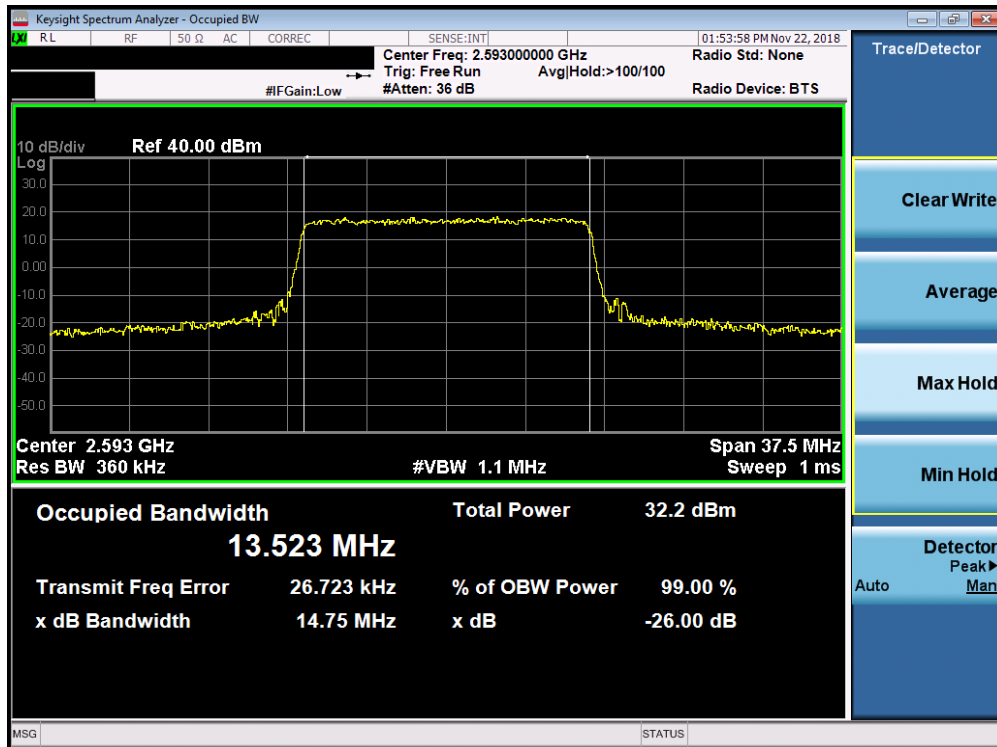 Keysight Spectrum Analyzer - Occupied BW
LXI RL RF 50 Ω AC CORREC SENSE:INT 01:53:58 PM Nov 22, 2018
Center Freq: 2.593000000 GHz Radio Std: None
Trig: Free Run Avg|Hold:>100/100
#IFGain:Low #Atten: 36 dB Radio Device: BTS
10 dB/div Ref 40.00 dBm
Log
30.0
20.0
10.0
0.00
-10.0
-20.0
-30.0
-40.0
-50.0
Center 2.593 GHz Span 37.5 MHz
Res BW 360 kHz #VBW 1.1 MHz Sweep 1 ms
Occupied Bandwidth Total Power 32.2 dBm
13.523 MHz
Transmit Freq Error 26.723 kHz % of OBW Power 99.00 %
x dB Bandwidth 14.75 MHz x dB -26.00 dB
MSG STATUS
Trace/Detector
Clear Write
Average
Max Hold
Min Hold
Detector
Peak▶
Auto Man